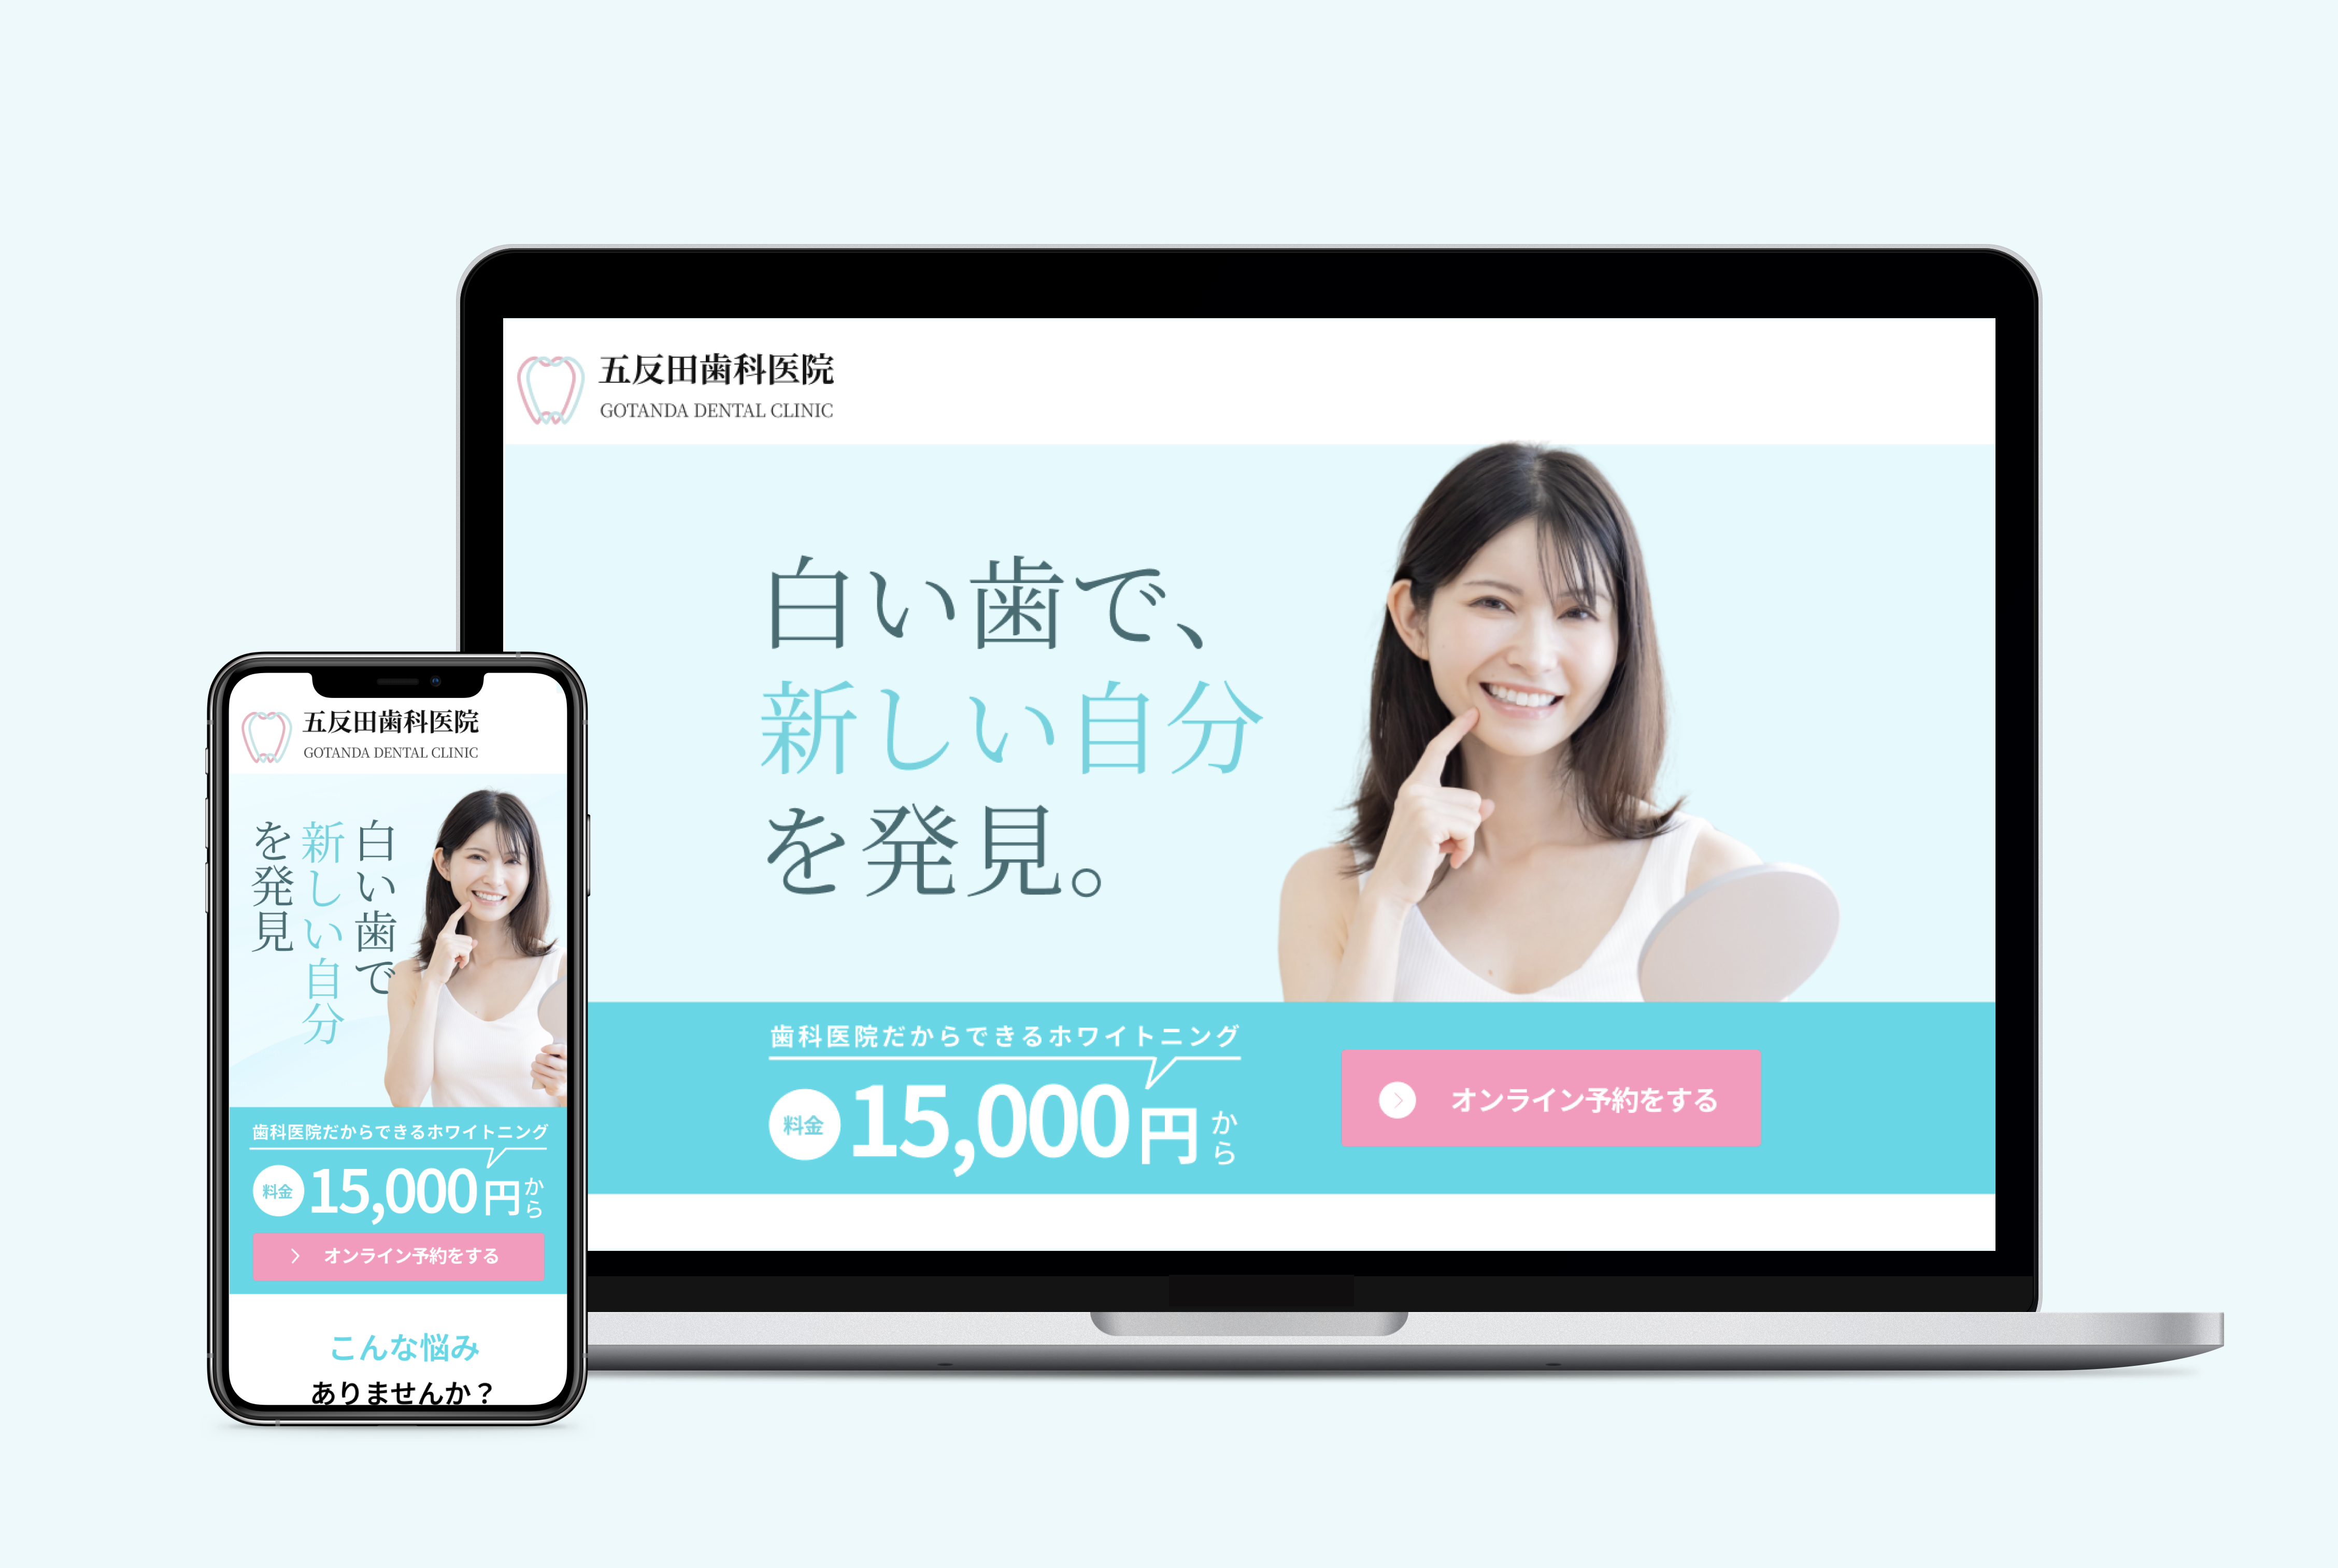 五反田歯科医院
GOTANDA DENTAL CLINIC
白い歯で、
新しい自分
を発見。
歯科医院だからできるホワイトニング
料金 15,000円から
オンライン予約をする
五反田歯科医院
GOTANDA DENTAL CLINIC
白い歯で
新しい自分
を発見
歯科医院だからできるホワイトニング
料金 15,000円から
オンライン予約をする
こんな悩み
ありませんか？